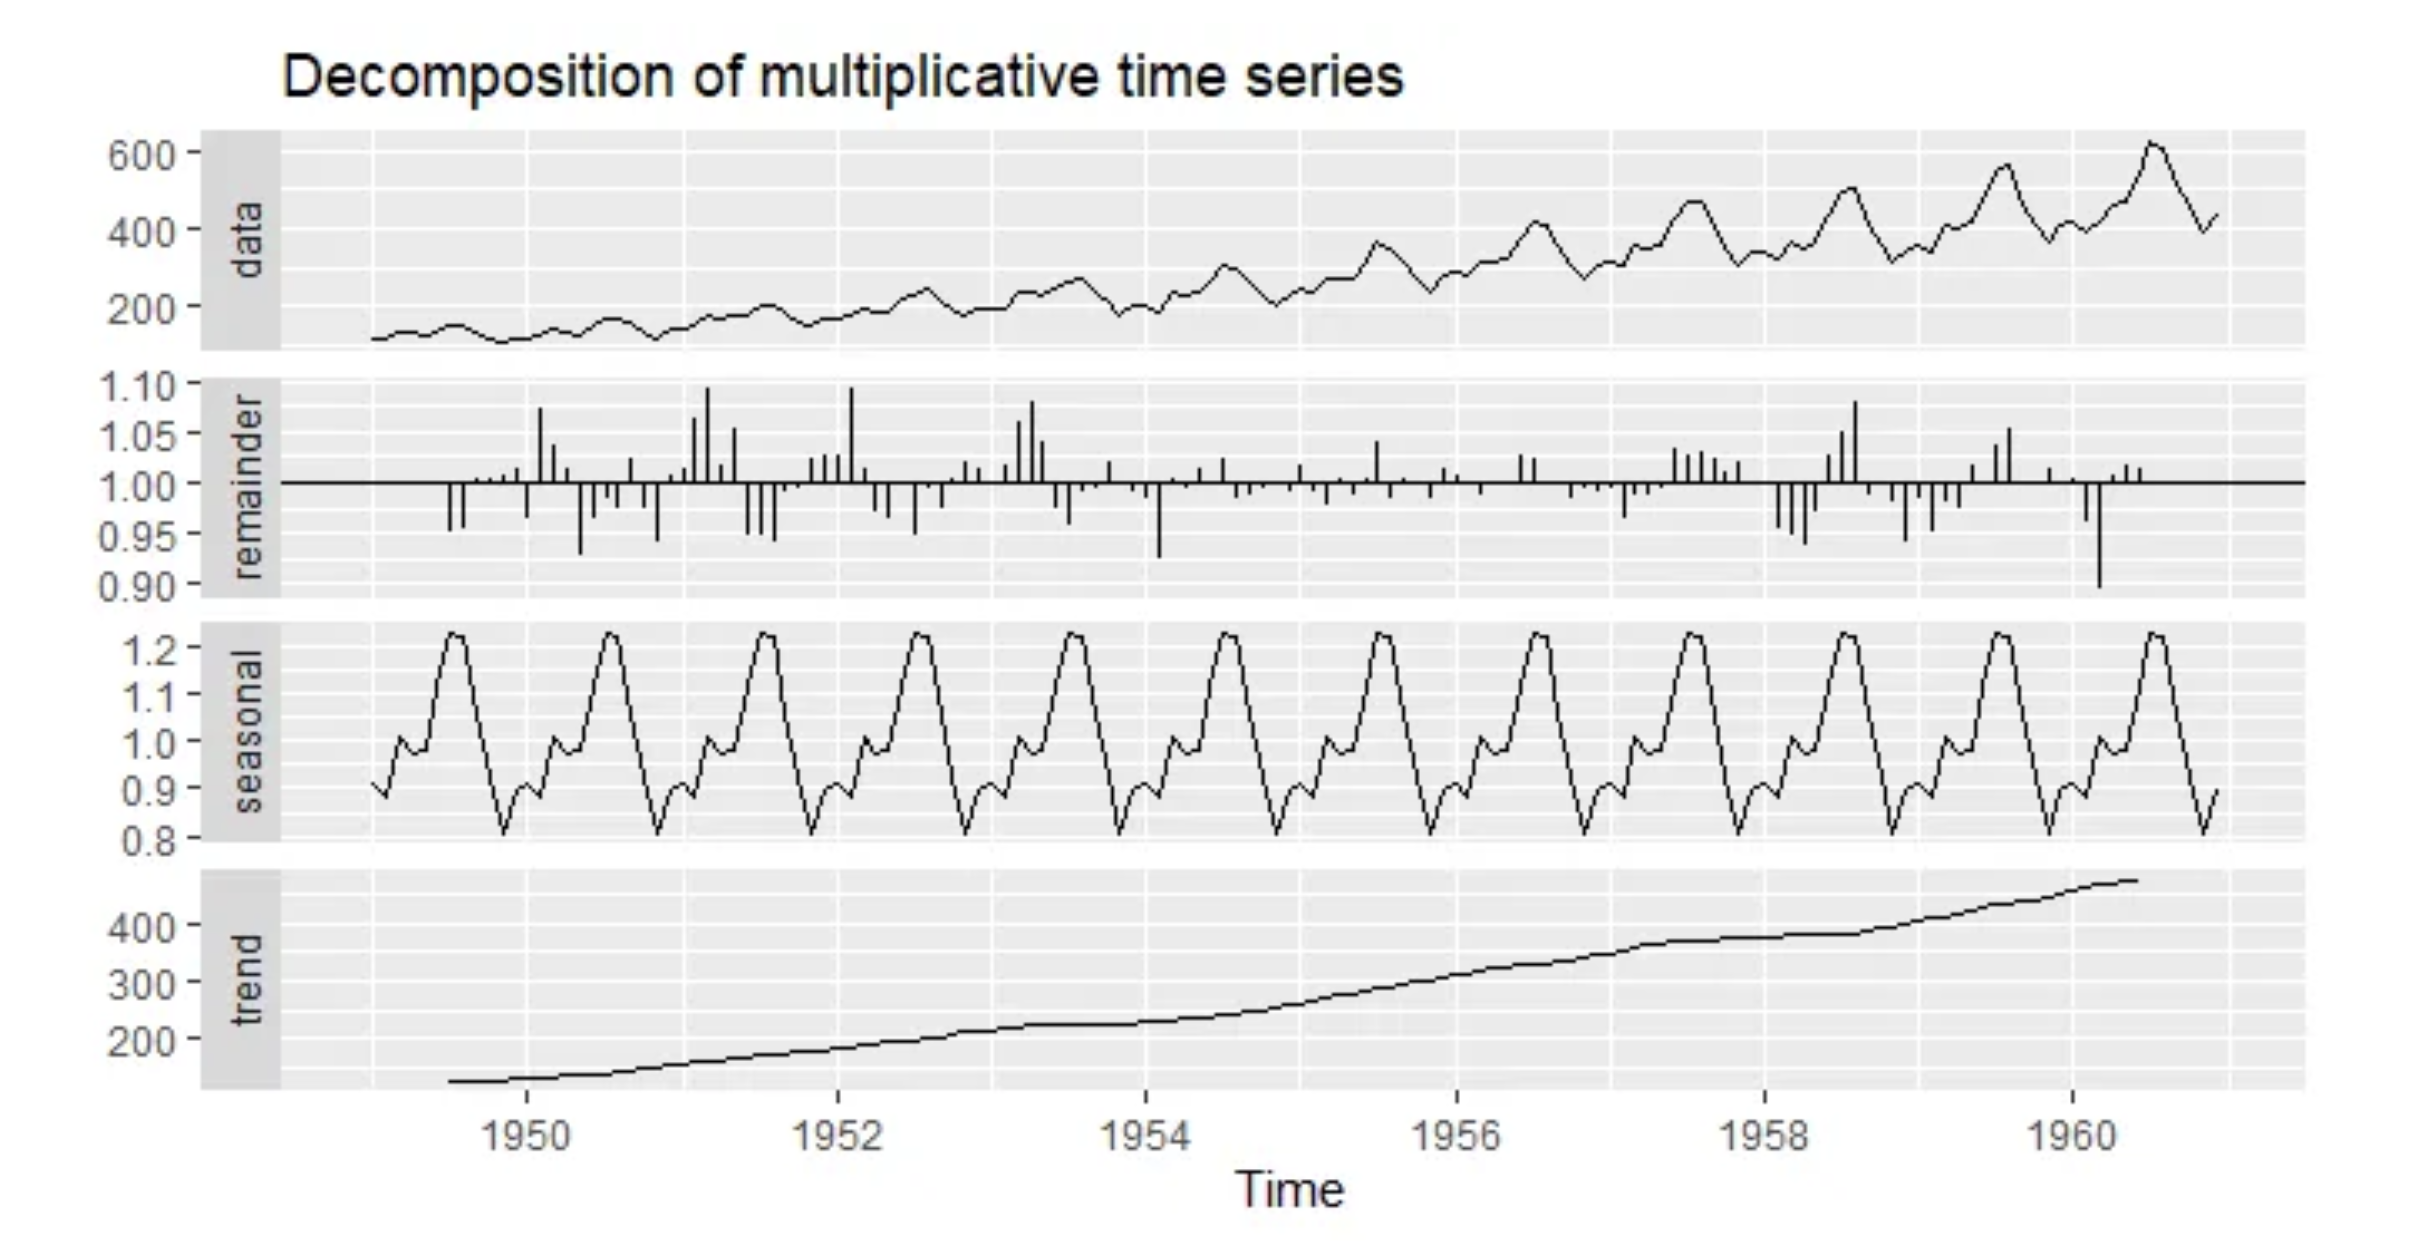 Decomposition of multiplicative time series
600
400
200
data
1.10
1.05
1.00
0.95
0.90
remainder
1.2
1.1
1.0
0.9
0.8
seasonal
400
300
200
trend
1950 1952 1954 1956 1958 1960
Time